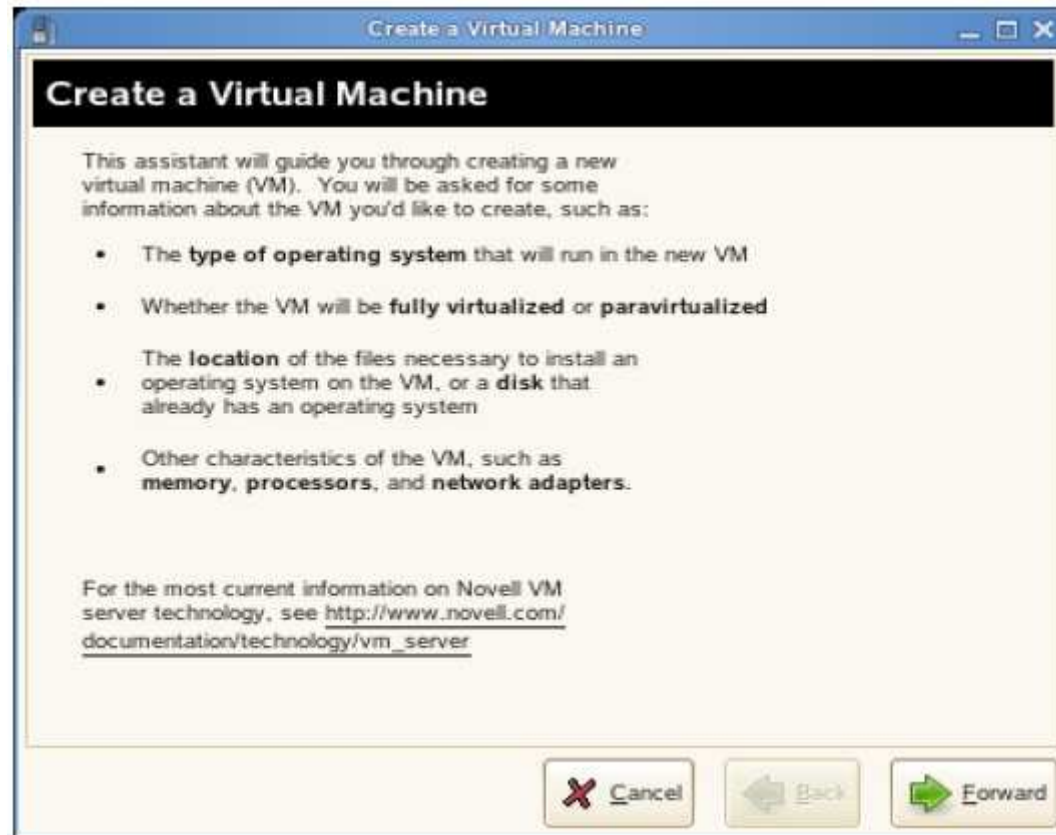 Create a Virtual Machine
Create a Virtual Machine
This assistant will guide you through creating a new
virtual machine (VM).  You will be asked for some
information about the VM you'd like to create, such as:
• The type of operating system that will run in the new VM
• Whether the VM will be fully virtualized or paravirtualized
The location of the files necessary to install an
• operating system on the VM, or a disk that
already has an operating system
• Other characteristics of the VM, such as
memory, processors, and network adapters.
For the most current information on Novell VM
server technology, see http://www.novell.com/
documentation/technology/vm_server
Cancel Back Forward